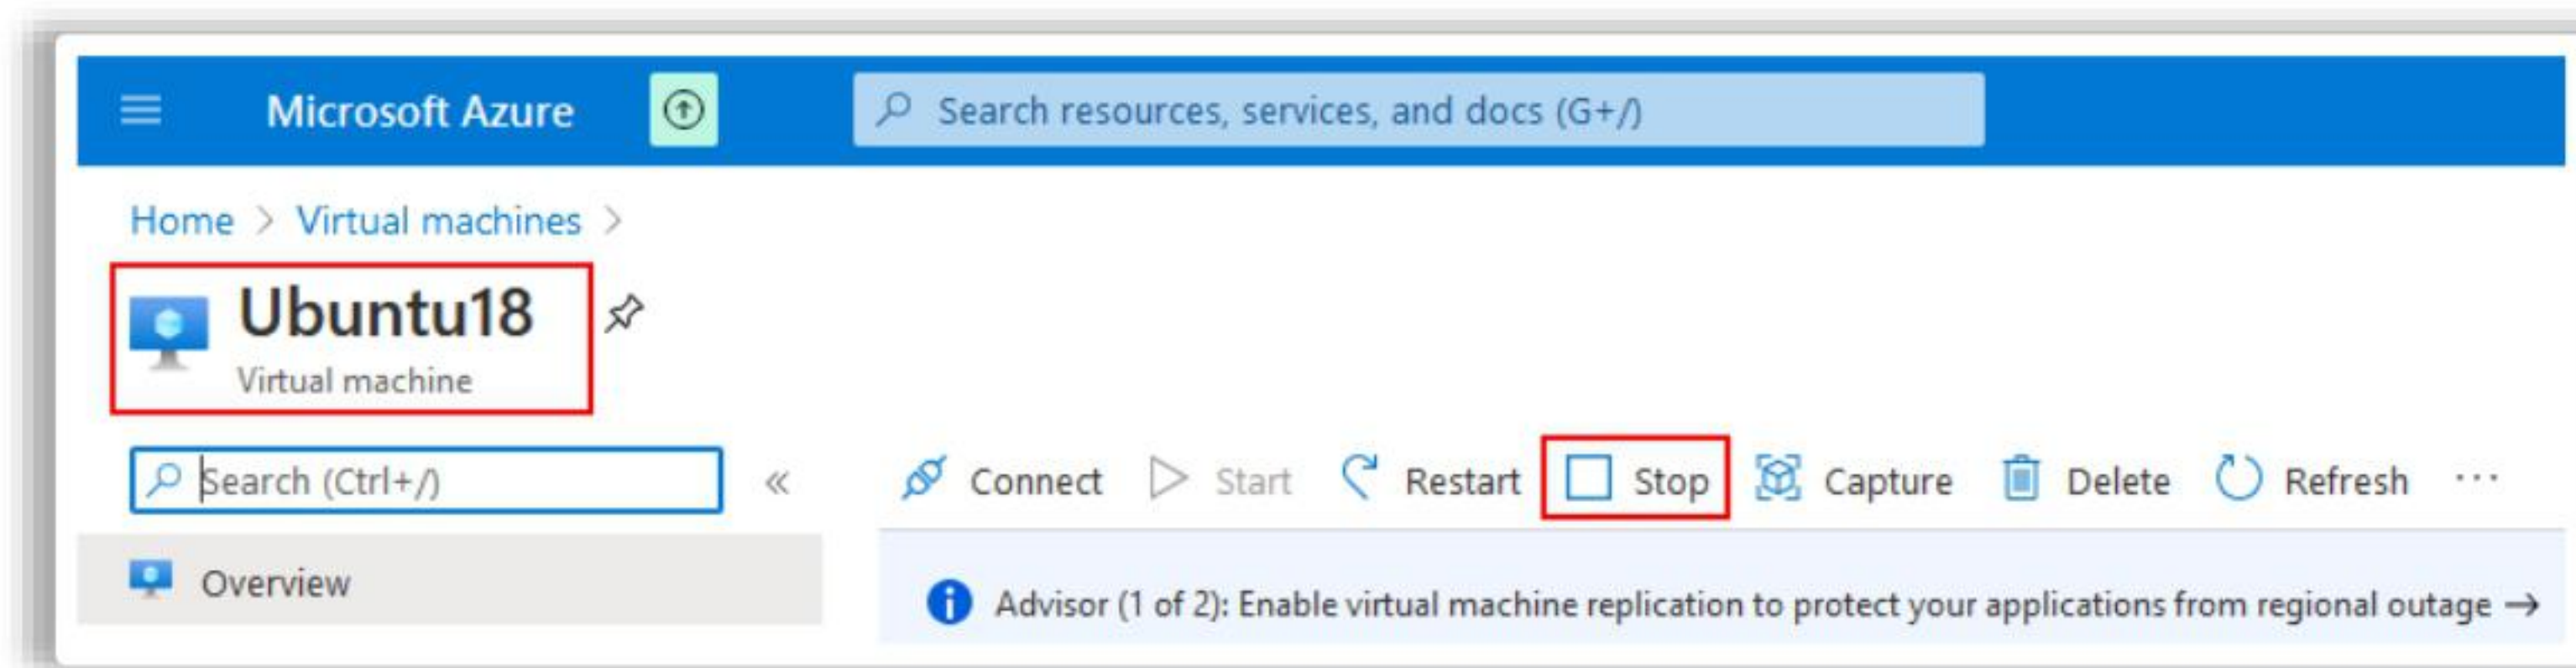 Microsoft Azure
Search resources, services, and docs (G+/)
Home > Virtual machines >
Ubuntu18
Virtual machine
Search (Ctrl+/)
«
Connect Start Restart Stop Capture Delete Refresh ...
Overview
Advisor (1 of 2): Enable virtual machine replication to protect your applications from regional outage →